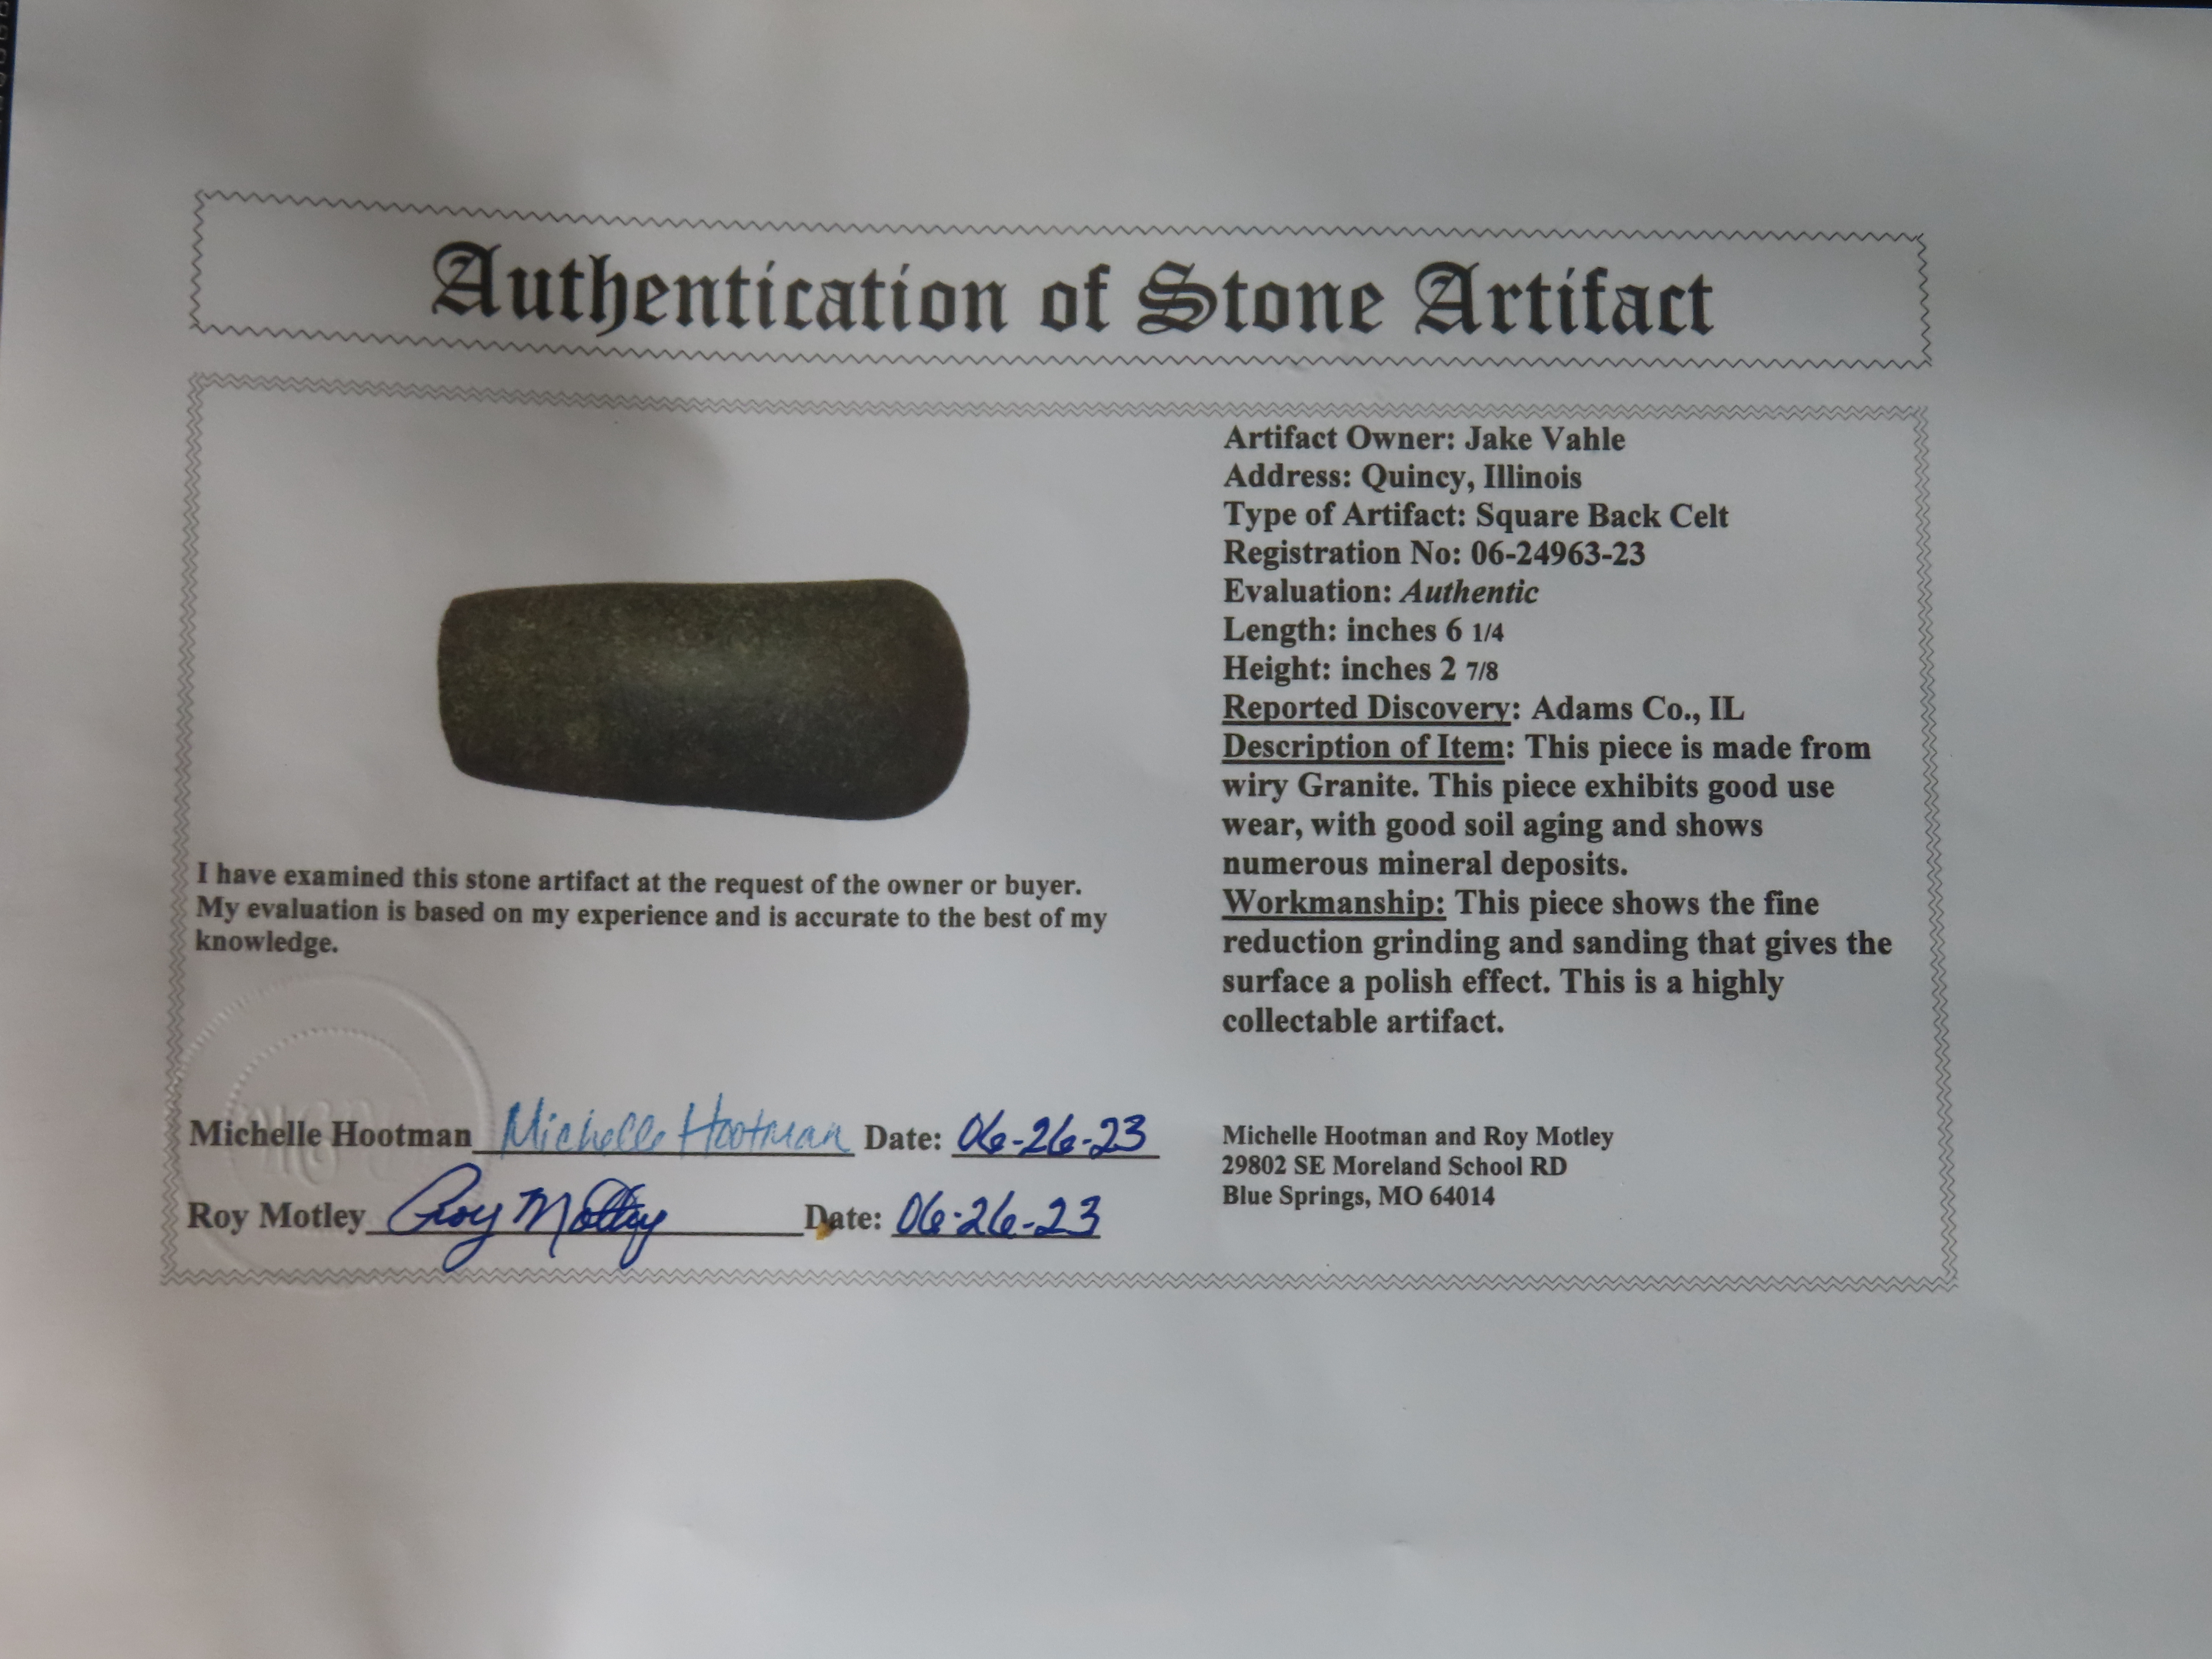 Authentication of Stone Artifact
I have examined this stone artifact at the request of the owner or buyer.
My evaluation is based on my experience and is accurate to the best of my
knowledge.
Michelle Hootman Michelle Hootman Date: 06-26-23
Roy Motley Roy Motley Date: 06-26-23
Artifact Owner: Jake Vahle
Address: Quincy, Illinois
Type of Artifact: Square Back Celt
Registration No: 06-24963-23
Evaluation: Authentic
Length: inches 6 1/4
Height: inches 2 7/8
Reported Discovery: Adams Co., IL
Description of Item: This piece is made from
wiry Granite. This piece exhibits good use
wear, with good soil aging and shows
numerous mineral deposits.
Workmanship: This piece shows the fine
reduction grinding and sanding that gives the
surface a polish effect. This is a highly
collectable artifact.
Michelle Hootman and Roy Motley
29802 SE Moreland School RD
Blue Springs, MO 64014